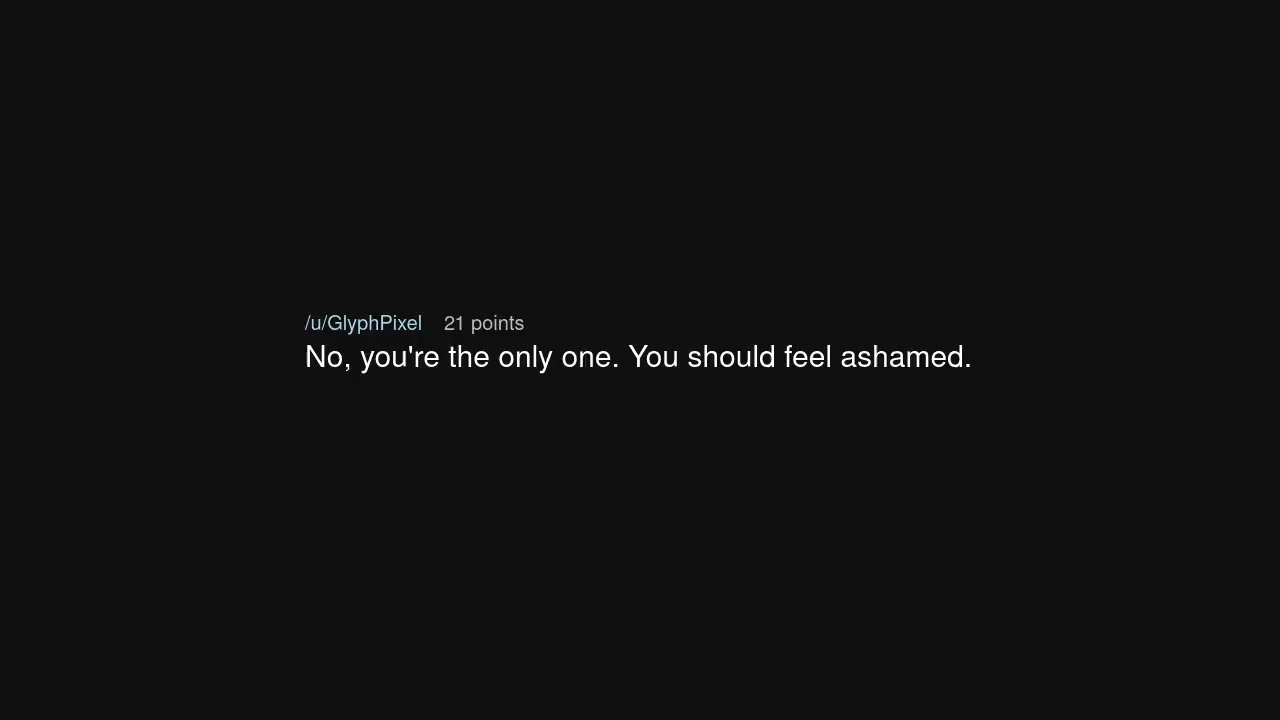 /u/GlyphPixel 21 points
No, you're the only one. You should feel ashamed.